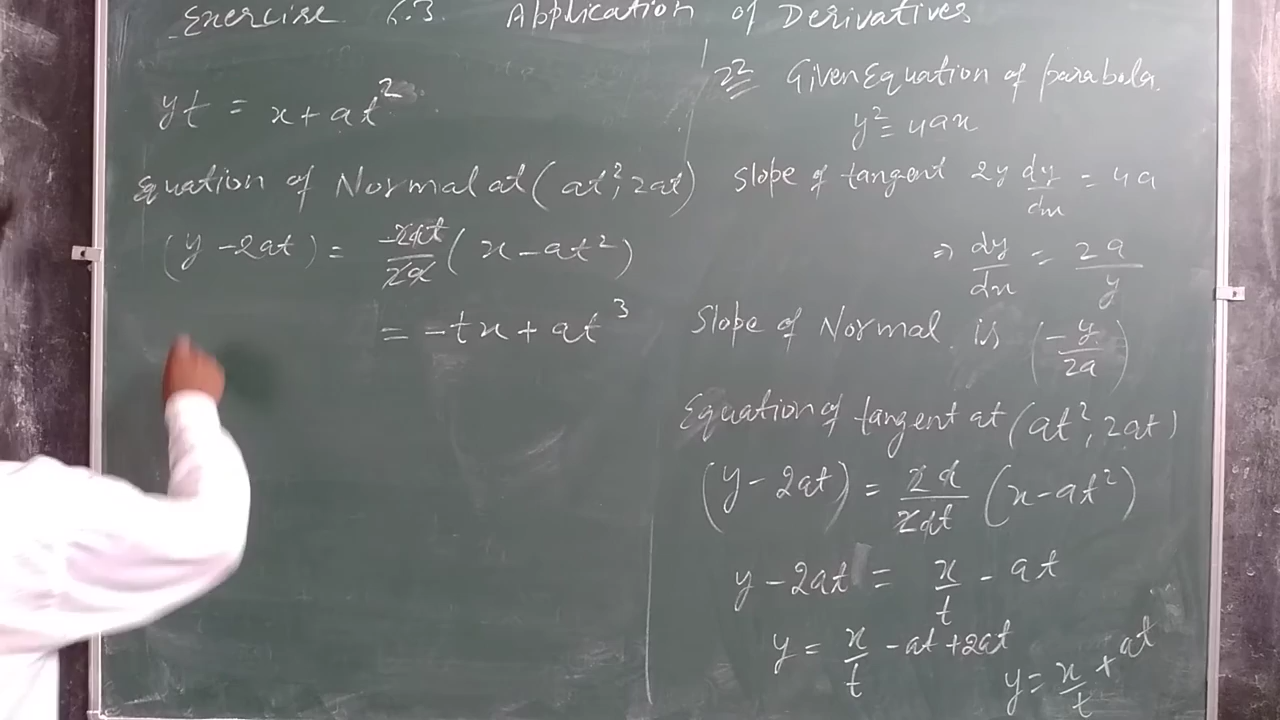 Exercise 6.3. Application of Derivatives
22 Given Equation of parabola.
y² = 4ax
Slope of tangent 2y dy/dx = 4a
⇒ dy/dx = 2a/y
Slope of Normal is (-y/2a)
Equation of tangent at (at², 2at)
(y - 2at) = 2a/2at (x - at²)
y - 2at = x/t - at
y = x/t - at + 2at
y = x/t + at
yt = x + at²
Equation of Normal at (at², 2at)
(y - 2at) = -2at/2a (x - at²)
= -tx + at³